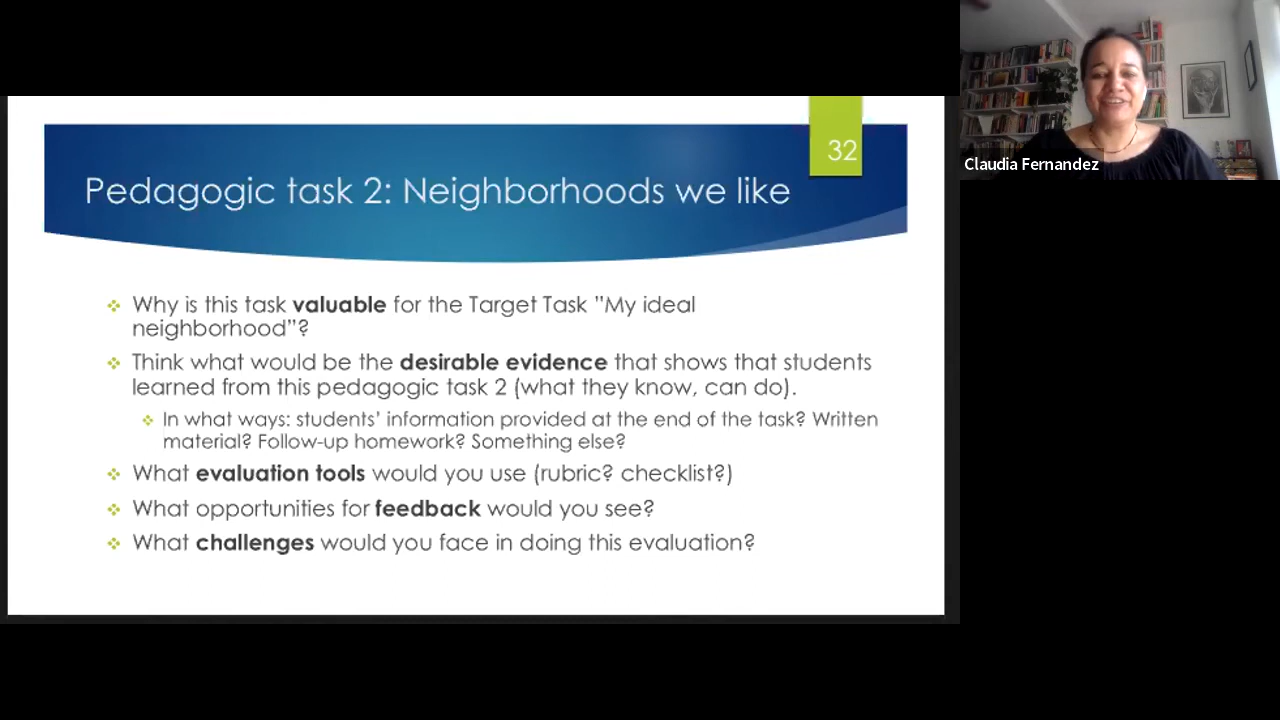 32
Pedagogic task 2: Neighborhoods we like
Why is this task valuable for the Target Task ”My ideal
neighborhood”?
Think what would be the desirable evidence that shows that students
learned from this pedagogic task 2 (what they know, can do).
In what ways: students’ information provided at the end of the task? Written
material? Follow-up homework? Something else?
What evaluation tools would you use (rubric? checklist?)
What opportunities for feedback would you see?
What challenges would you face in doing this evaluation?
Claudia Fernandez